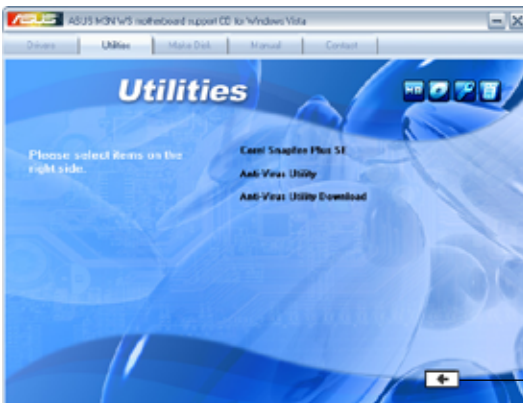 ASUS ASUS M3N WS motherboard support CD for Windows Vista
Drivers Utilities Make Disk Manual Contact
Utilities
Please select items on the
right side.
Corel Snapfire Plus SE
Anti-Virus Utility
Anti-Virus Utility Download